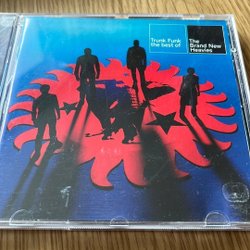 Trunk Funk
the best of
The
Brand New
Heavies